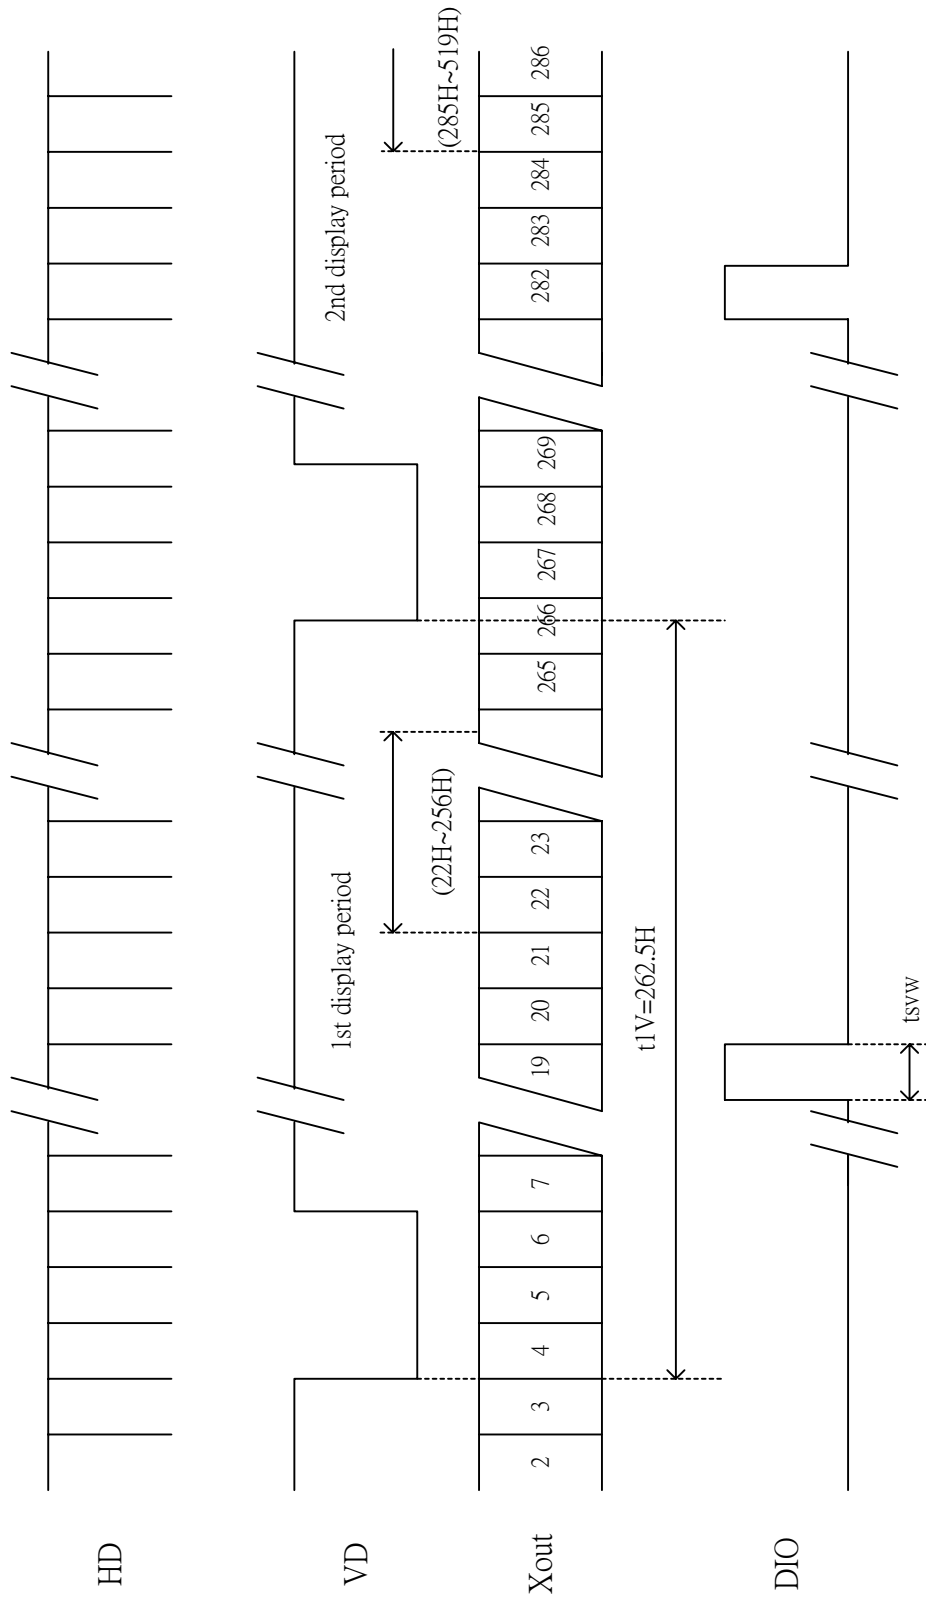 HD
VD
1st display period
2nd display period
(22H~256H)
(285H~519H)
Xout
2 3 4 5 6 7 19 20 21 22 23 265 266 267 268 269 282 283 284 285 286
t1V=262.5H
DIO
tsvw